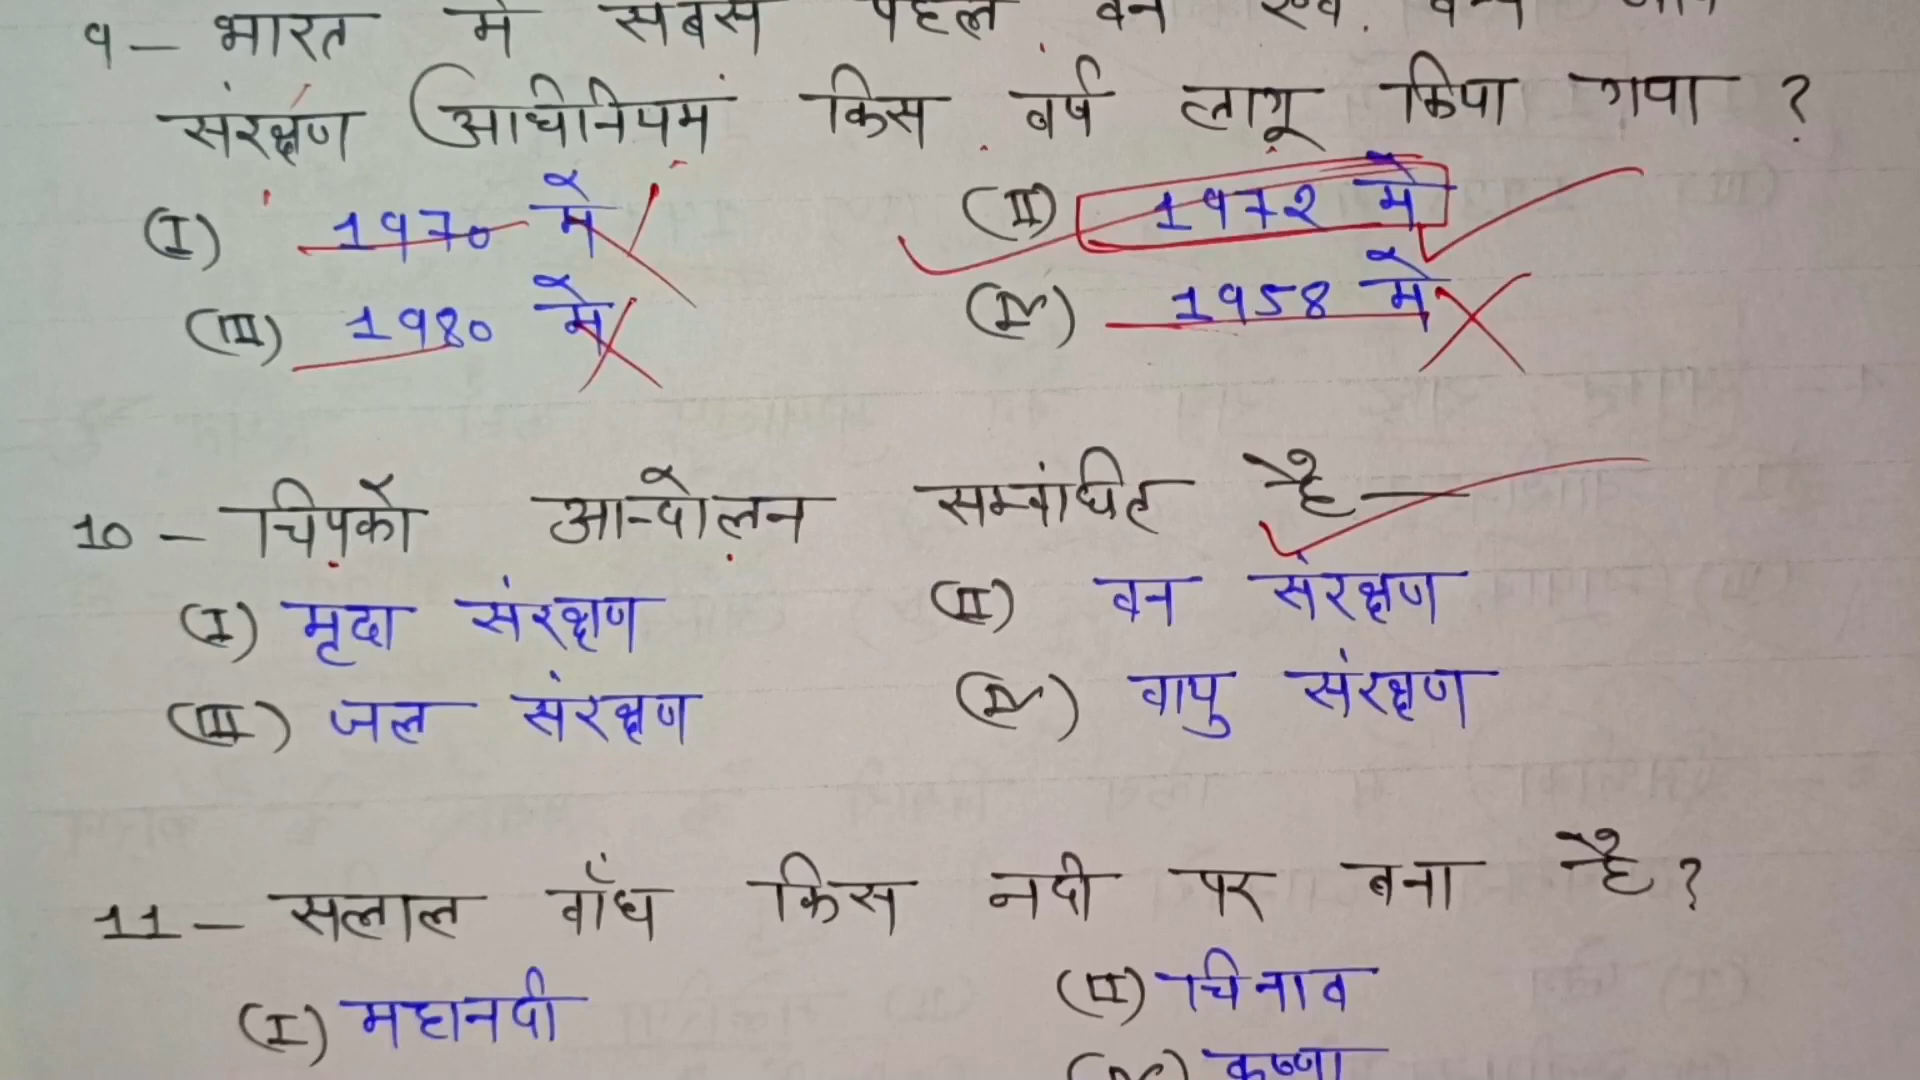 9 - भारत में सबसे पहले वन एवं वन्य जीव
संरक्षण अधिनियम किस वर्ष लागू किया गया ?
(I) 1970 में (II) 1972 में
(III) 1980 में (IV) 1958 में
10 - चिपको आन्दोलन सम्बंधित है -
(I) मृदा संरक्षण (II) वन संरक्षण
(III) जल संरक्षण (IV) वायु संरक्षण
11 - सलाल बाँध किस नदी पर बना है ?
(I) महानदी (II) चिनाव
(IV) कृष्णा